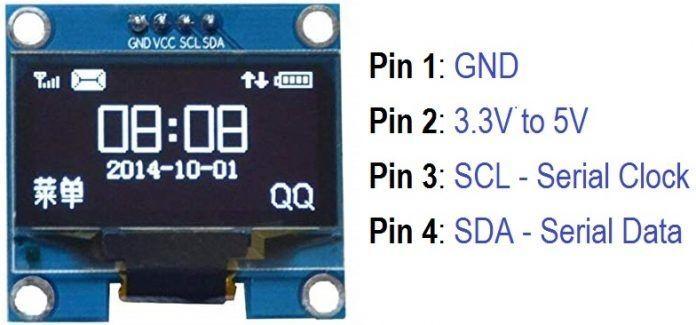 GND VCC SCL SDA
08:08
2014-10-01
菜单 QQ
Pin 1: GND
Pin 2: 3.3V to 5V
Pin 3: SCL - Serial Clock
Pin 4: SDA - Serial Data